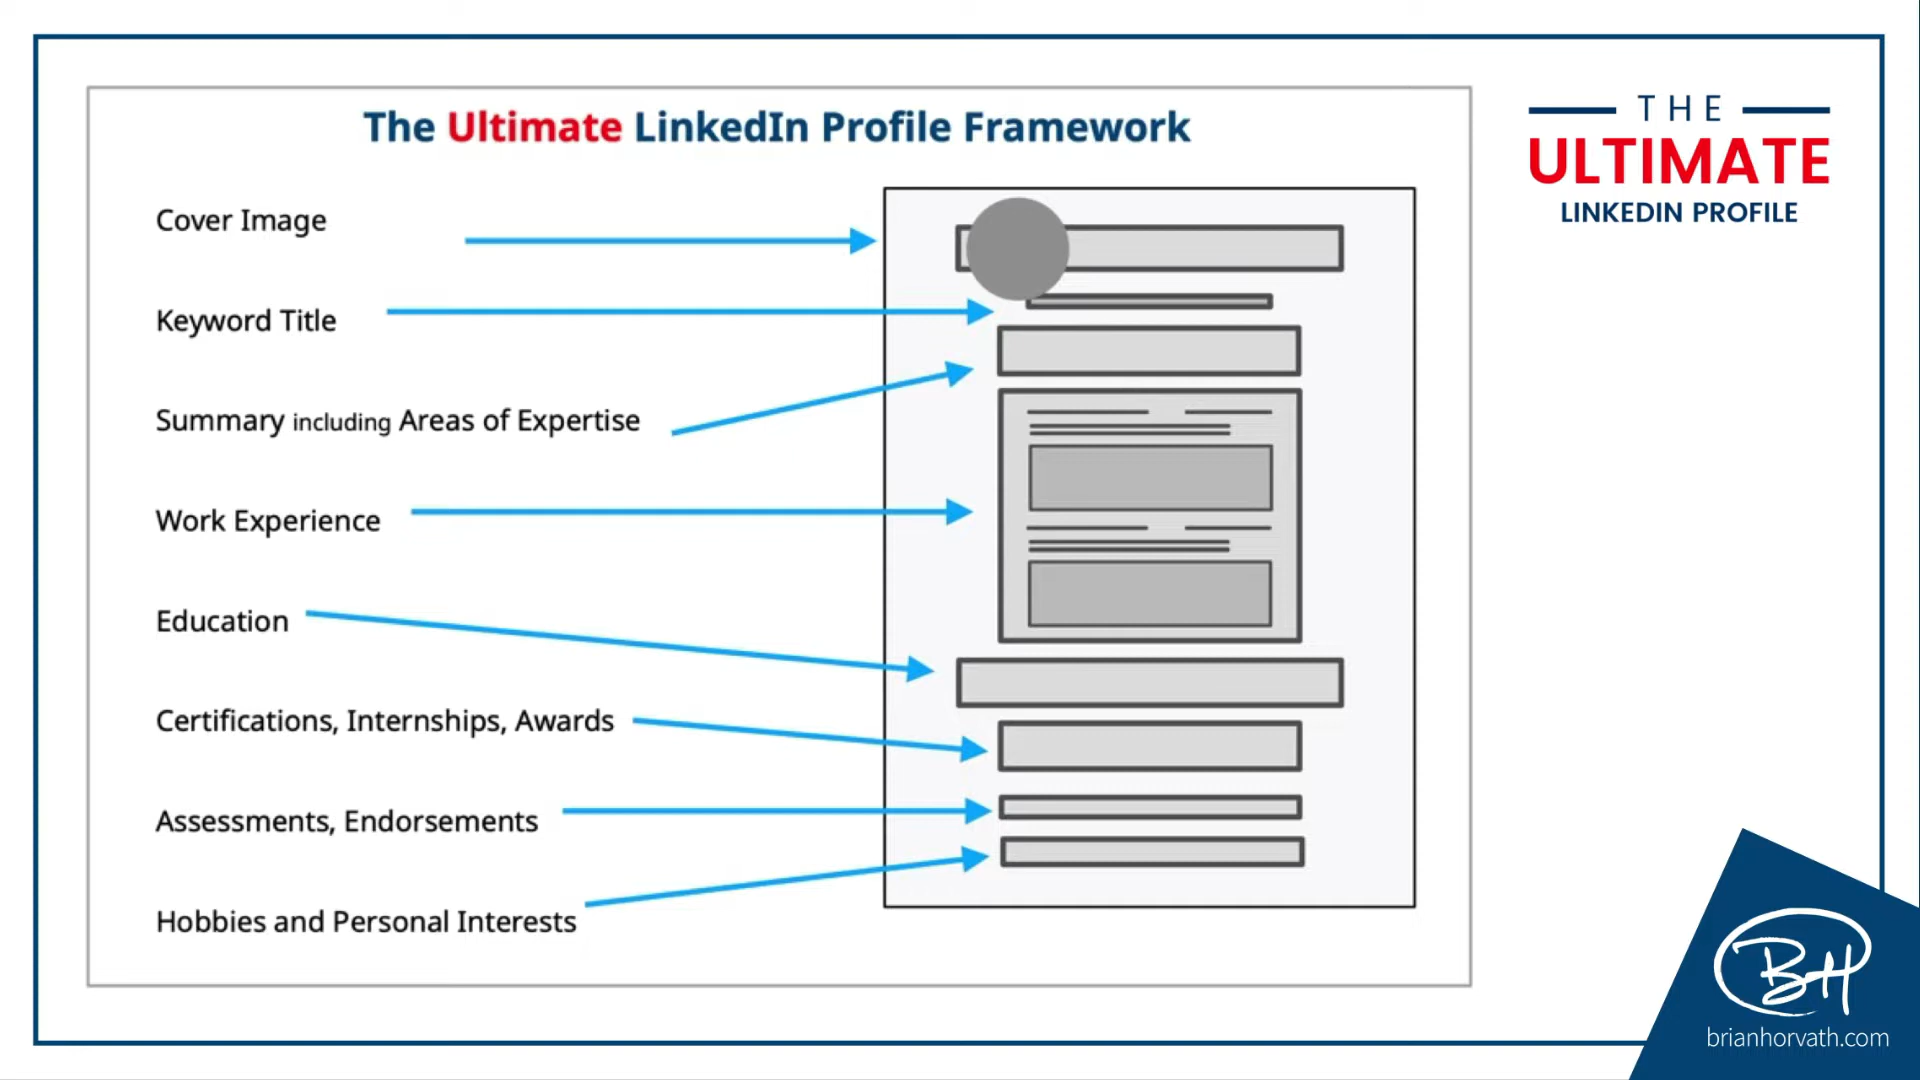 The Ultimate LinkedIn Profile Framework
Cover Image
Keyword Title
Summary including Areas of Expertise
Work Experience
Education
Certifications, Internships, Awards
Assessments, Endorsements
Hobbies and Personal Interests
THE
ULTIMATE
LINKEDIN PROFILE
BH
brianhorvath.com